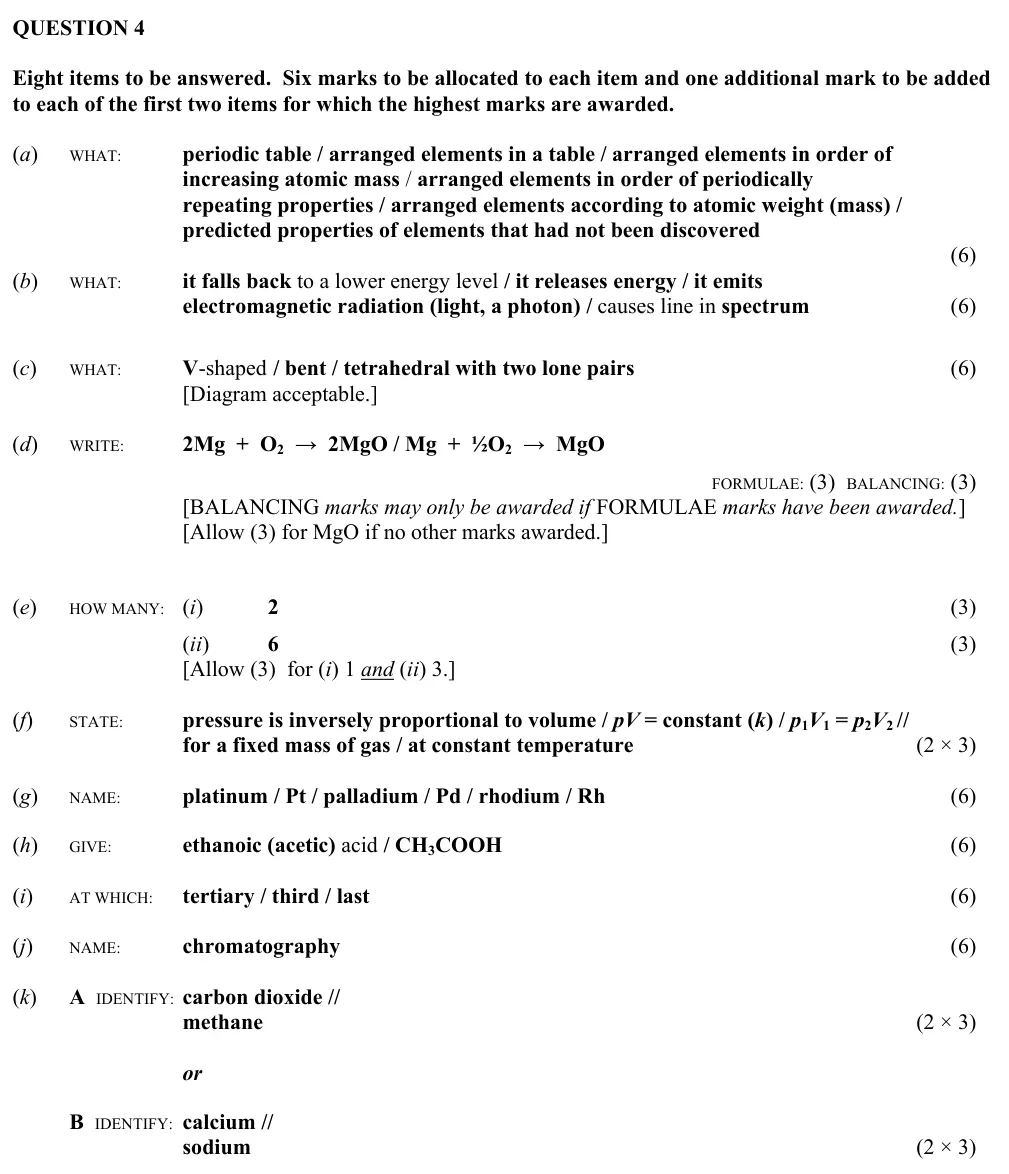 QUESTION 4
Eight items to be answered. Six marks to be allocated to each item and one additional mark to be added
to each of the first two items for which the highest marks are awarded.
(a) WHAT: periodic table / arranged elements in a table / arranged elements in order of
increasing atomic mass / arranged elements in order of periodically
repeating properties / arranged elements according to atomic weight (mass) /
predicted properties of elements that had not been discovered
(6)
(b) WHAT: it falls back to a lower energy level / it releases energy / it emits
electromagnetic radiation (light, a photon) / causes line in spectrum (6)
(c) WHAT: V-shaped / bent / tetrahedral with two lone pairs (6)
[Diagram acceptable.]
(d) WRITE: 2Mg + O₂ → 2MgO / Mg + ½O₂ → MgO
FORMULAE: (3) BALANCING: (3)
[BALANCING marks may only be awarded if FORMULAE marks have been awarded.]
[Allow (3) for MgO if no other marks awarded.]
(e) HOW MANY: (i) 2 (3)
(ii) 6 (3)
[Allow (3) for (i) 1 and (ii) 3.]
(f) STATE: pressure is inversely proportional to volume / pV = constant (k) / p₁V₁ = p₂V₂ //
for a fixed mass of gas / at constant temperature (2 × 3)
(g) NAME: platinum / Pt / palladium / Pd / rhodium / Rh (6)
(h) GIVE: ethanoic (acetic) acid / CH₃COOH (6)
(i) AT WHICH: tertiary / third / last (6)
(j) NAME: chromatography (6)
(k) A IDENTIFY: carbon dioxide //
methane (2 × 3)
or
B IDENTIFY: calcium //
sodium (2 × 3)